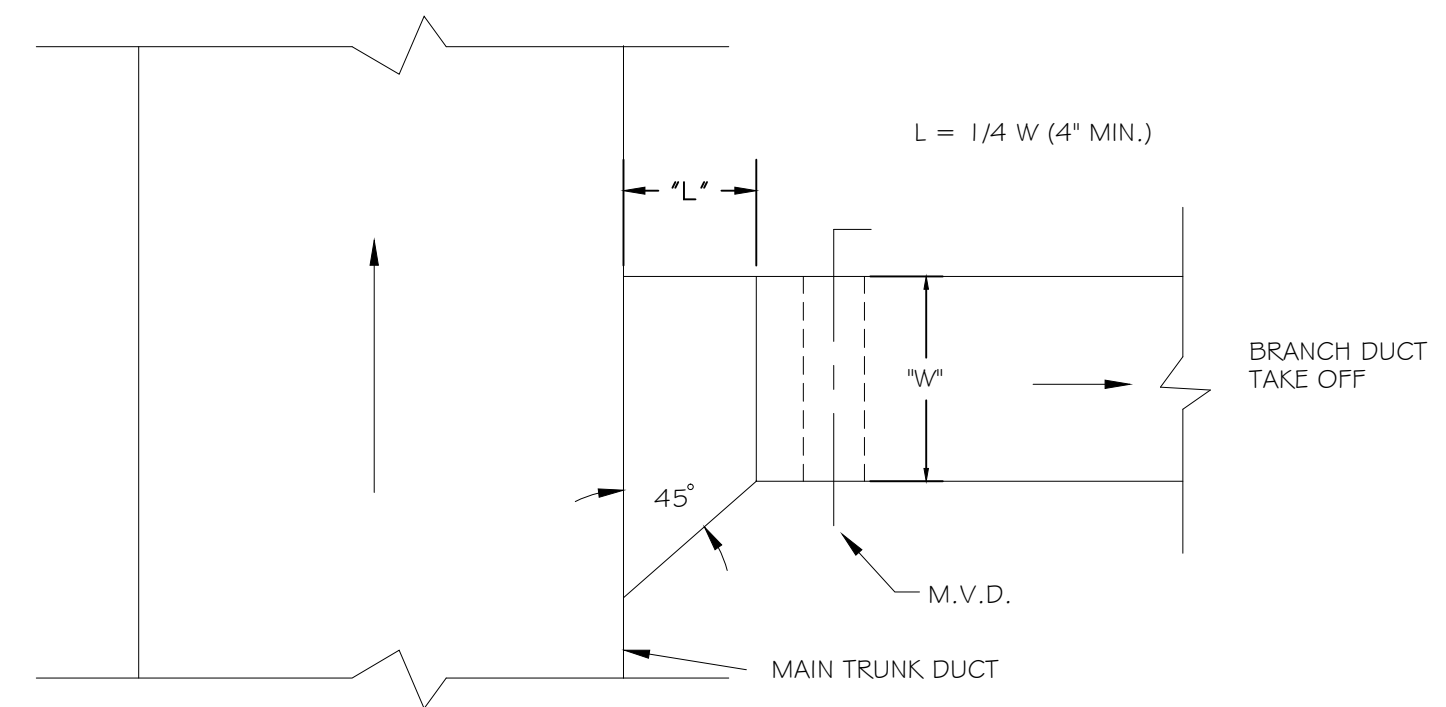 L = 1/4 W (4" MIN.)
"L"
"W"
BRANCH DUCT
TAKE OFF
45°
M.V.D.
MAIN TRUNK DUCT